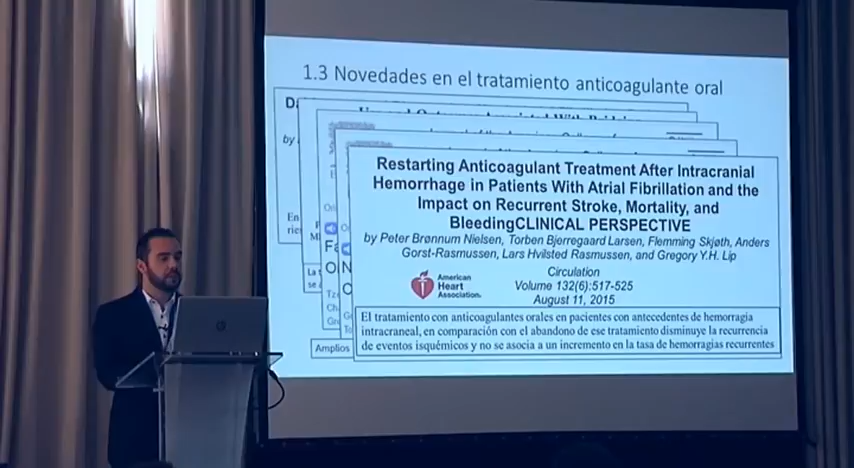 1.3 Novedades en el tratamiento anticoagulante oral
by
En
La
Amplios
Restarting Anticoagulant Treatment After Intracranial
Hemorrhage in Patients With Atrial Fibrillation and the
Impact on Recurrent Stroke, Mortality, and
BleedingCLINICAL PERSPECTIVE
by Peter Brønnum Nielsen, Torben Bjerregaard Larsen, Flemming Skjøth, Anders
Gorst-Rasmussen, Lars Hvilsted Rasmussen, and Gregory Y.H. Lip
American
Heart
Association
Circulation
Volume 132(6):517-525
August 11, 2015
El tratamiento con anticoagulantes orales en pacientes con antecedentes de hemorragia
intracraneal, en comparación con el abandono de ese tratamiento disminuye la recurrencia
de eventos isquémicos y no se asocia a un incremento en la tasa de hemorragias recurrentes